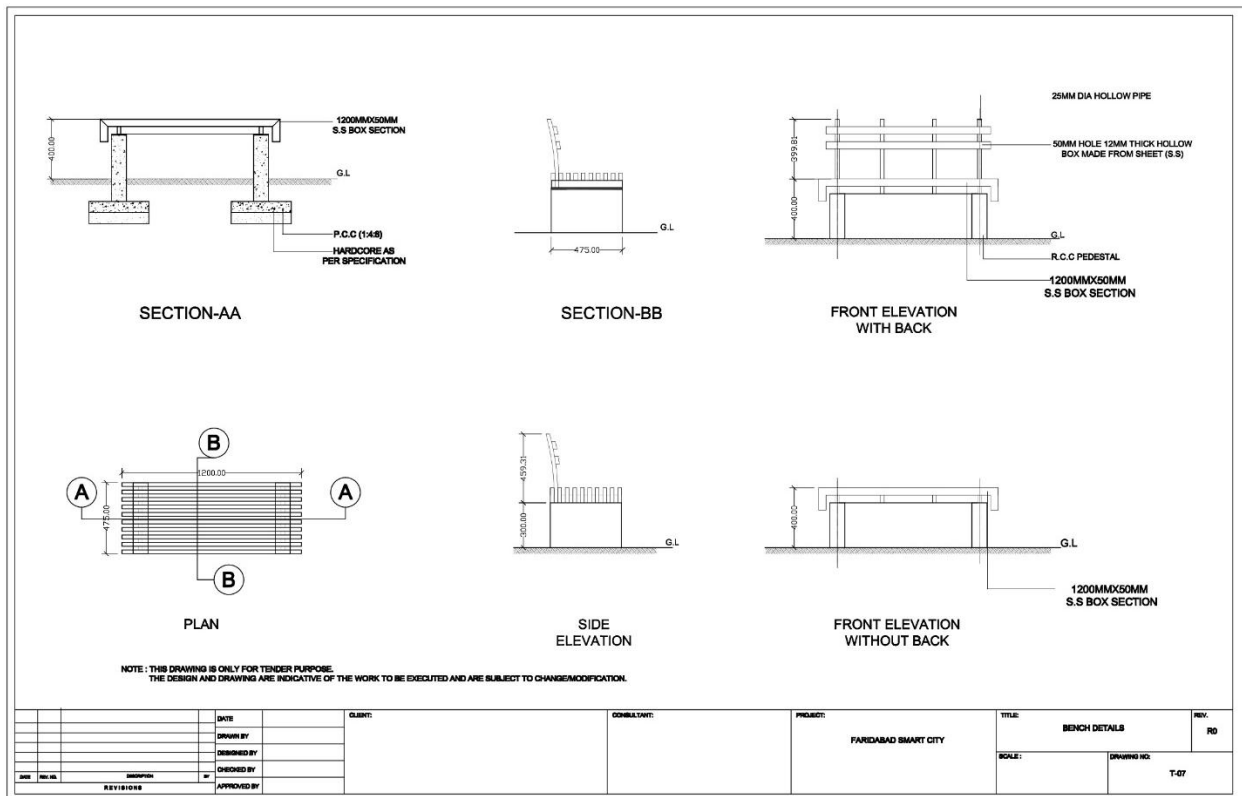 1200MMX50MM
S.S BOX SECTION
400.00
G.L
P.C.C (1:4:8)
HARDCORE AS
PER SPECIFICATION
SECTION-AA
475.00
G.L
SECTION-BB
25MM DIA HOLLOW PIPE
399.81
50MM HOLE 12MM THICK HOLLOW
BOX MADE FROM SHEET (S.S)
400.00
G.L
R.C.C PEDESTAL
1200MMX50MM
S.S BOX SECTION
FRONT ELEVATION
WITH BACK
B
1200.00
A
A
475.00
B
PLAN
459.31
300.00
G.L
SIDE
ELEVATION
400.00
G.L
1200MMX50MM
S.S BOX SECTION
FRONT ELEVATION
WITHOUT BACK
NOTE : THIS DRAWING IS ONLY FOR TENDER PURPOSE.
THE DESIGN AND DRAWING ARE INDICATIVE OF THE WORK TO BE EXECUTED AND ARE SUBJECT TO CHANGE/MODIFICATION.
DATE REV. NO. DESCRIPTION BY
REVISIONS
DATE
DRAWN BY
DESIGNED BY
CHECKED BY
APPROVED BY
CLIENT:
CONSULTANT:
PROJECT:
FARIDABAD SMART CITY
TITLE:
BENCH DETAILS
REV.
R0
SCALE :
DRAWING NO:
T-07